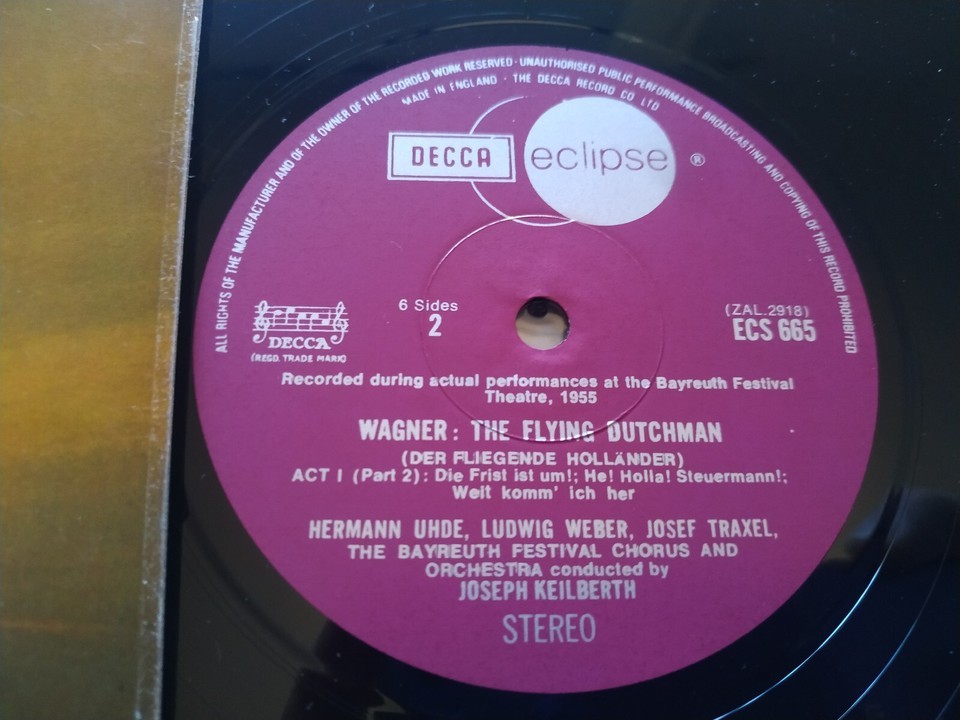 ALL RIGHTS OF THE MANUFACTURER AND OF THE OWNER OF THE RECORDED WORK RESERVED · UNAUTHORISED PUBLIC PERFORMANCE BROADCASTING AND COPYING OF THIS RECORD PROHIBITED
MADE IN ENGLAND · THE DECCA RECORD CO LTD
DECCA eclipse ®
6 Sides
2
(ZAL.2918)
ECS 665
DECCA
(REGD. TRADE MARK)
Recorded during actual performances at the Bayreuth Festival
Theatre, 1955
WAGNER: THE FLYING DUTCHMAN
(DER FLIEGENDE HOLLÄNDER)
ACT I (Part 2): Die Frist ist um!; He! Holla! Steuermann!;
Weit komm' ich her
HERMANN UHDE, LUDWIG WEBER, JOSEF TRAXEL,
THE BAYREUTH FESTIVAL CHORUS AND
ORCHESTRA conducted by
JOSEPH KEILBERTH
STEREO